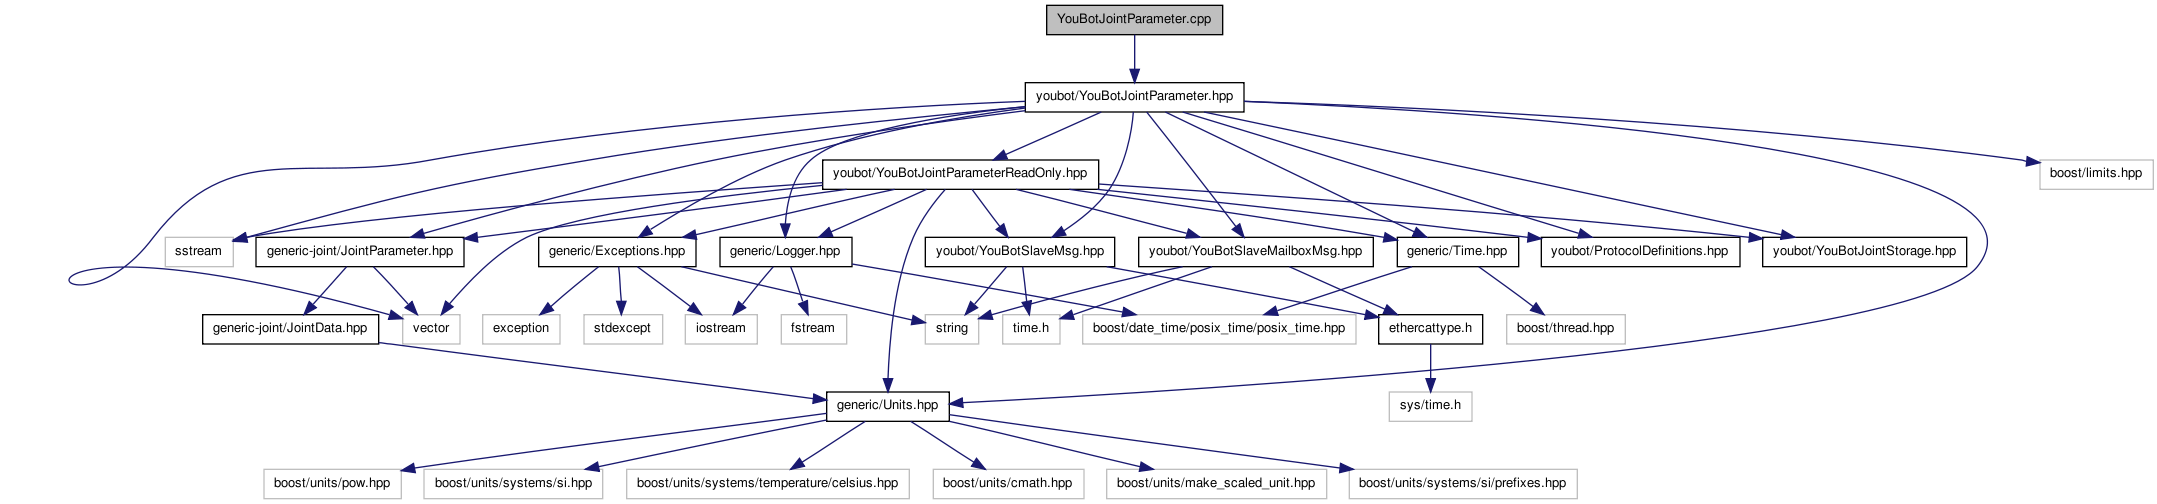 YouBotJointParameter.cpp
youbot/YouBotJointParameter.hpp
youbot/YouBotJointParameterReadOnly.hpp
boost/limits.hpp
sstream
generic-joint/JointParameter.hpp
generic/Exceptions.hpp
generic/Logger.hpp
youbot/YouBotSlaveMsg.hpp
youbot/YouBotSlaveMailboxMsg.hpp
generic/Time.hpp
youbot/ProtocolDefinitions.hpp
youbot/YouBotJointStorage.hpp
generic-joint/JointData.hpp
vector
exception
stdexcept
iostream
fstream
string
time.h
boost/date_time/posix_time/posix_time.hpp
ethercattype.h
boost/thread.hpp
generic/Units.hpp
sys/time.h
boost/units/pow.hpp
boost/units/systems/si.hpp
boost/units/systems/temperature/celsius.hpp
boost/units/cmath.hpp
boost/units/make_scaled_unit.hpp
boost/units/systems/si/prefixes.hpp